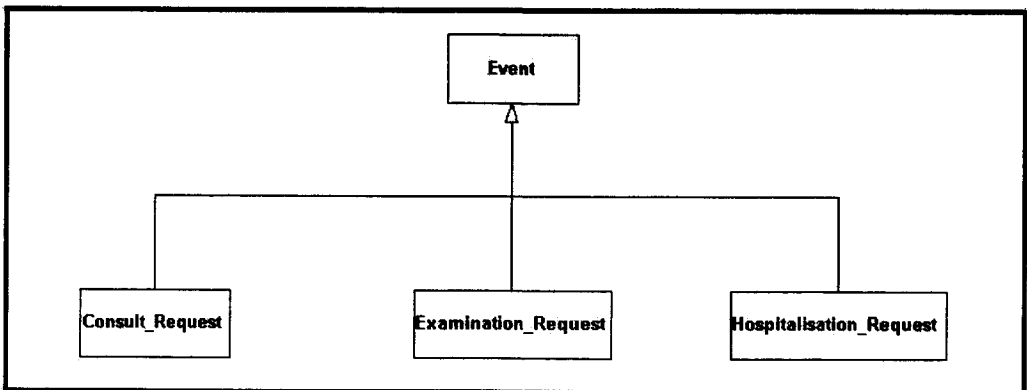 Event
Consult_Request
Examination_Request
Hospitalisation_Request